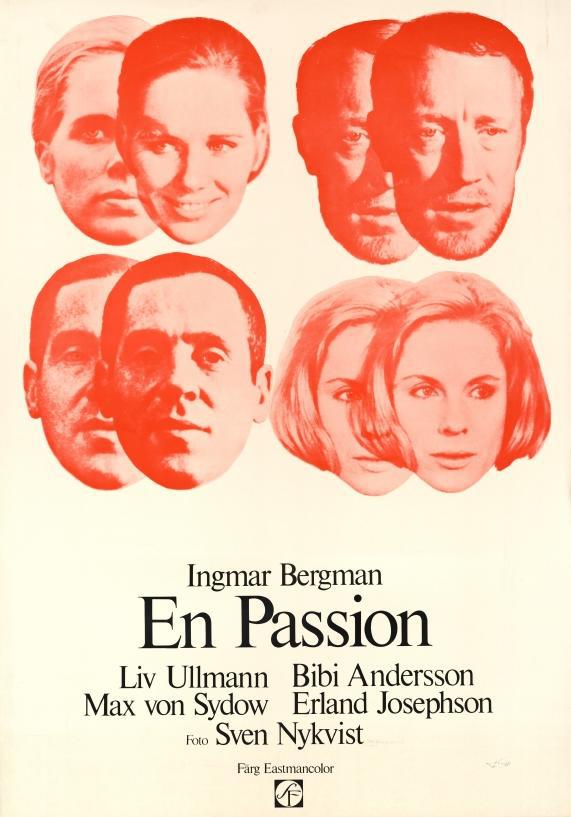 Ingmar Bergman
En Passion
Liv Ullmann Bibi Andersson
Max von Sydow Erland Josephson
Foto Sven Nykvist
Färg Eastmancolor
SF